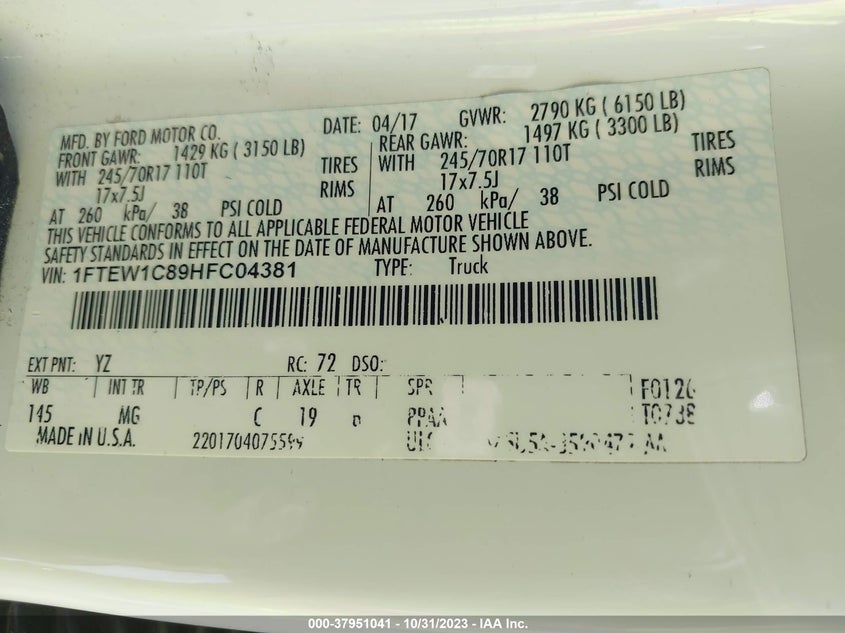 MFD. BY FORD MOTOR CO. DATE: 04/17 GVWR: 2790 KG ( 6150 LB)
FRONT GAWR: 1429 KG ( 3150 LB) REAR GAWR: 1497 KG ( 3300 LB)
WITH 245/70R17 110T TIRES WITH 245/70R17 110T TIRES
17x7.5J RIMS 17x7.5J RIMS
AT 260 kPa/ 38 PSI COLD AT 260 kPa/ 38 PSI COLD
THIS VEHICLE CONFORMS TO ALL APPLICABLE FEDERAL MOTOR VEHICLE
SAFETY STANDARDS IN EFFECT ON THE DATE OF MANUFACTURE SHOWN ABOVE.
VIN: 1FTEW1C89HFC04381 TYPE: Truck
EXT PNT: YZ RC: 72 DSO:
WB INT TR TP/PS R AXLE TR SPR
145 MG C 19 PPAA
MADE IN U.S.A. 2201704075599
000-37951041 - 10/31/2023 - IAA Inc.